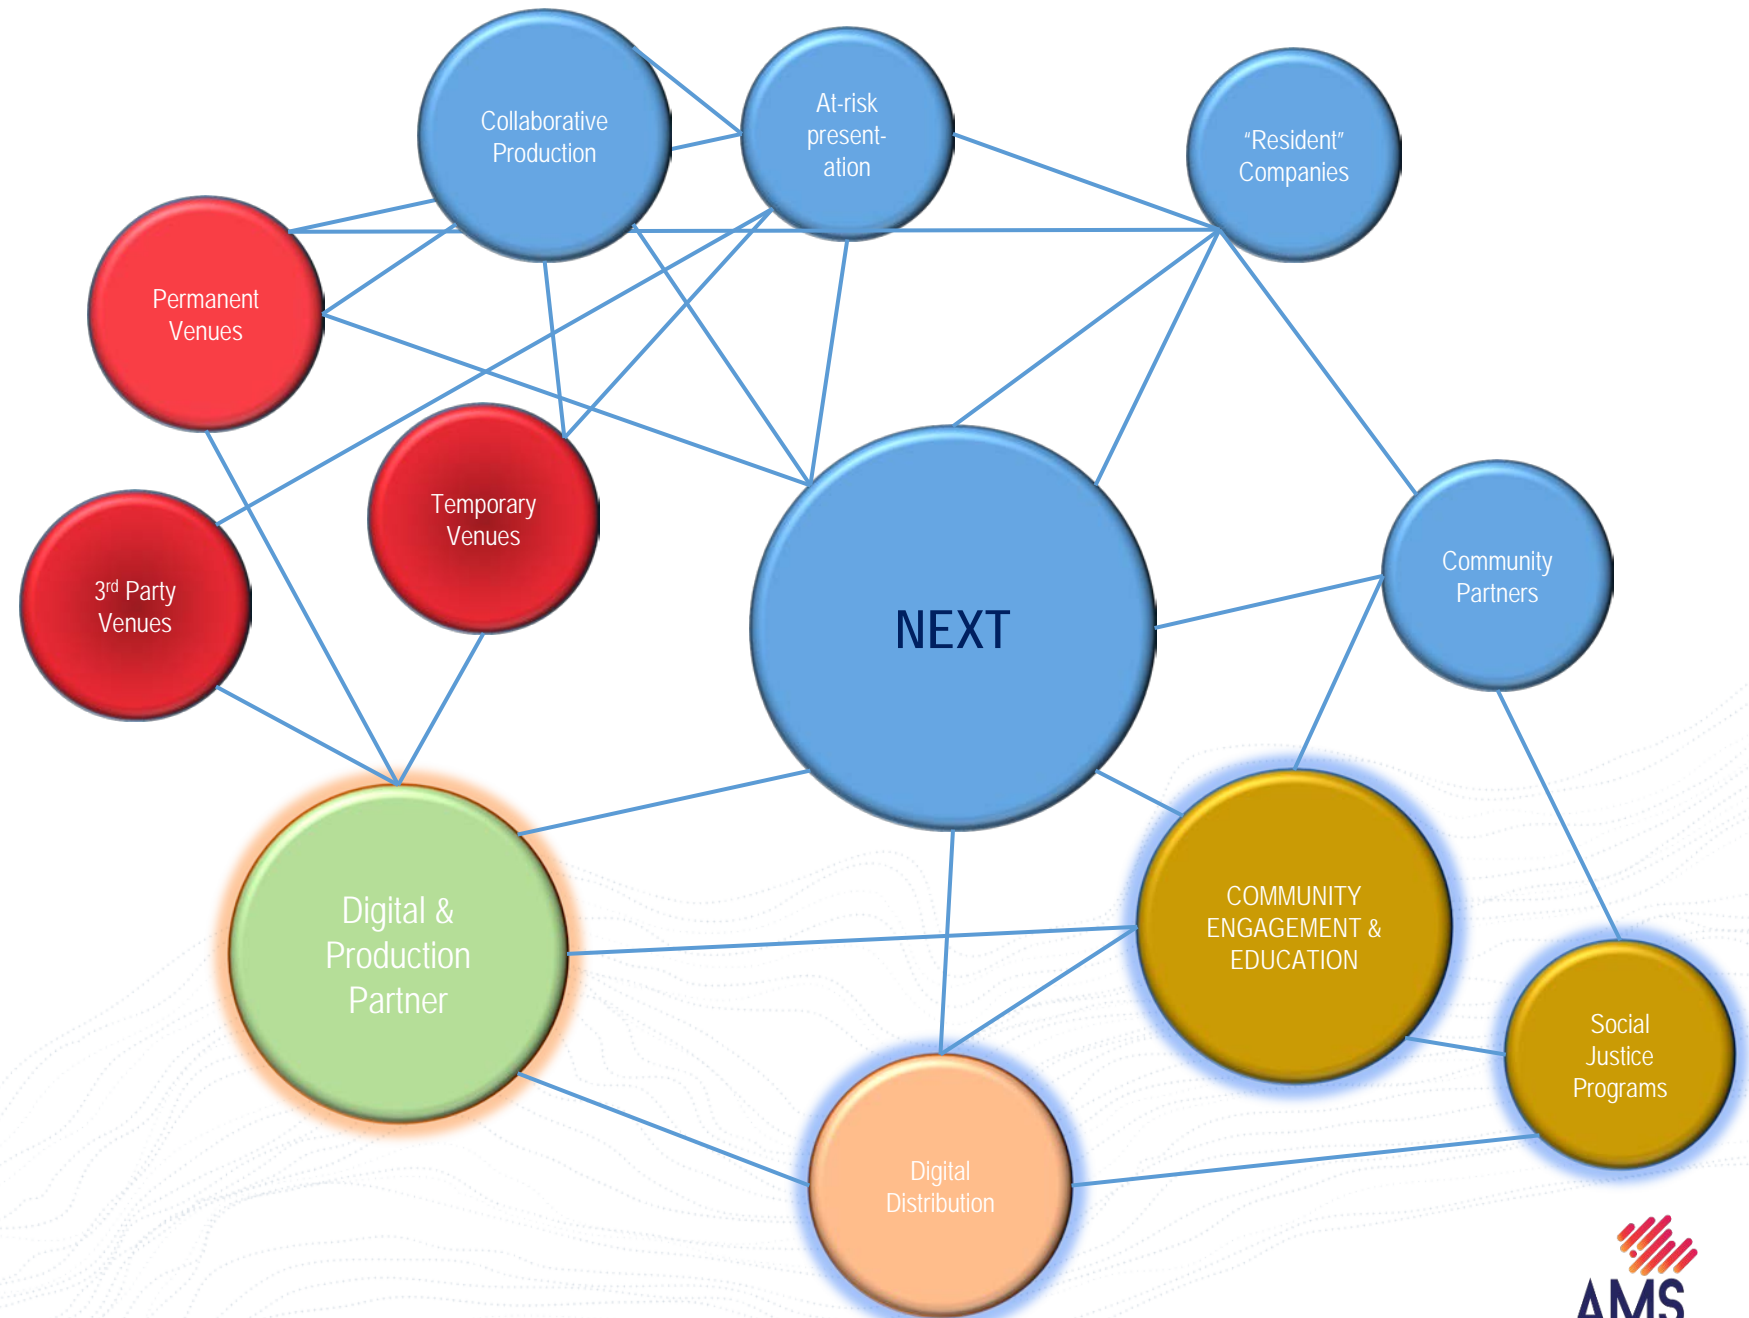 Collaborative
Production
At-risk
present-
ation
“Resident”
Companies
Permanent
Venues
Temporary
Venues
3rd Party
Venues
NEXT
Community
Partners
Digital &
Production
Partner
COMMUNITY
ENGAGEMENT &
EDUCATION
Social
Justice
Programs
Digital
Distribution
AMS